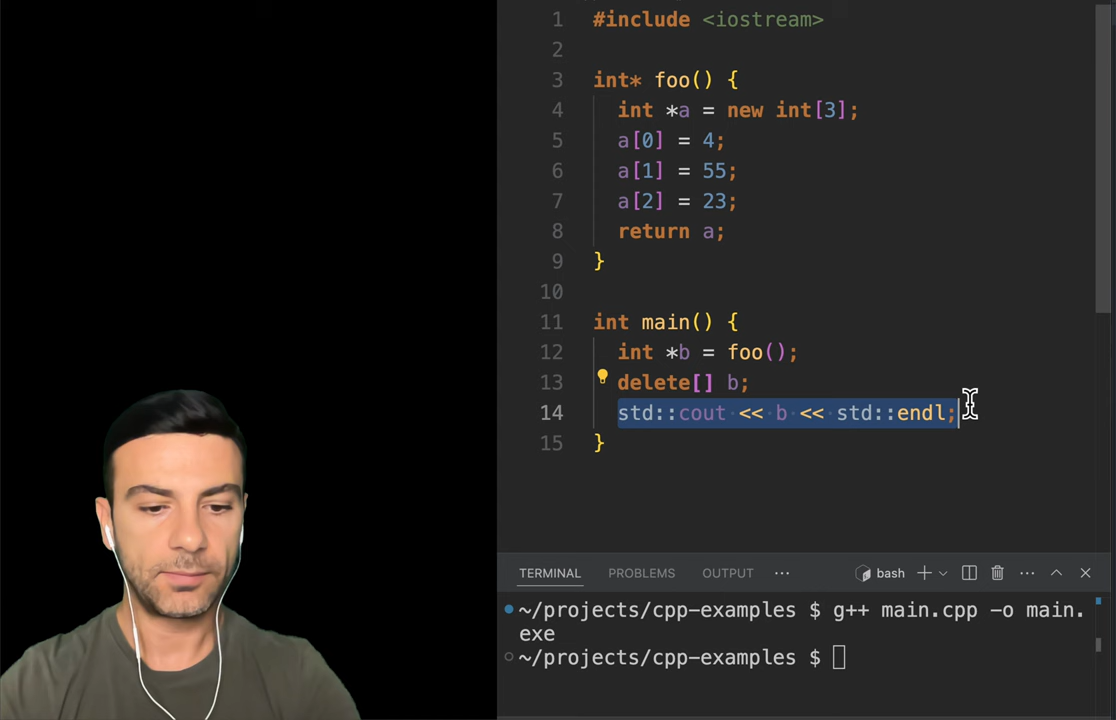 1 #include <iostream>
2
3 int* foo() {
4 int *a = new int[3];
5 a[0] = 4;
6 a[1] = 55;
7 a[2] = 23;
8 return a;
9 }
10
11 int main() {
12 int *b = foo();
13 delete[] b;
14 std::cout << b << std::endl;
15 }
TERMINAL PROBLEMS OUTPUT ··· bash
~/projects/cpp-examples $ g++ main.cpp -o main.
exe
~/projects/cpp-examples $